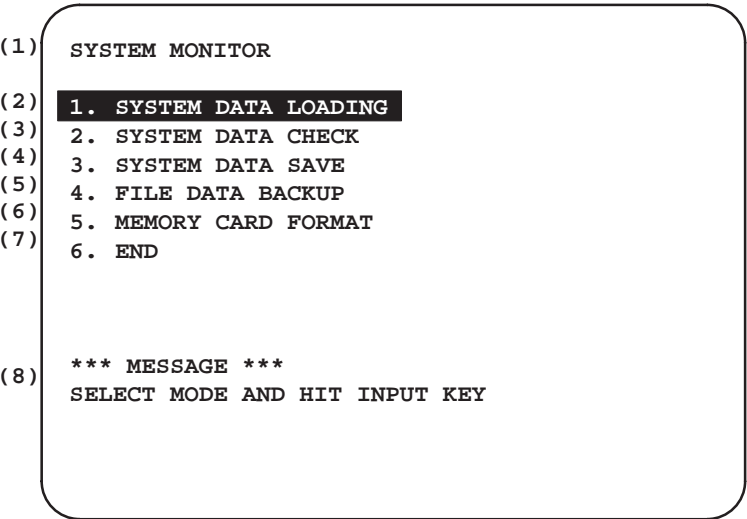 (1) SYSTEM MONITOR
(2) 1. SYSTEM DATA LOADING
(3) 2. SYSTEM DATA CHECK
(4) 3. SYSTEM DATA SAVE
(5) 4. FILE DATA BACKUP
(6) 5. MEMORY CARD FORMAT
(7) 6. END
*** MESSAGE ***
(8) SELECT MODE AND HIT INPUT KEY